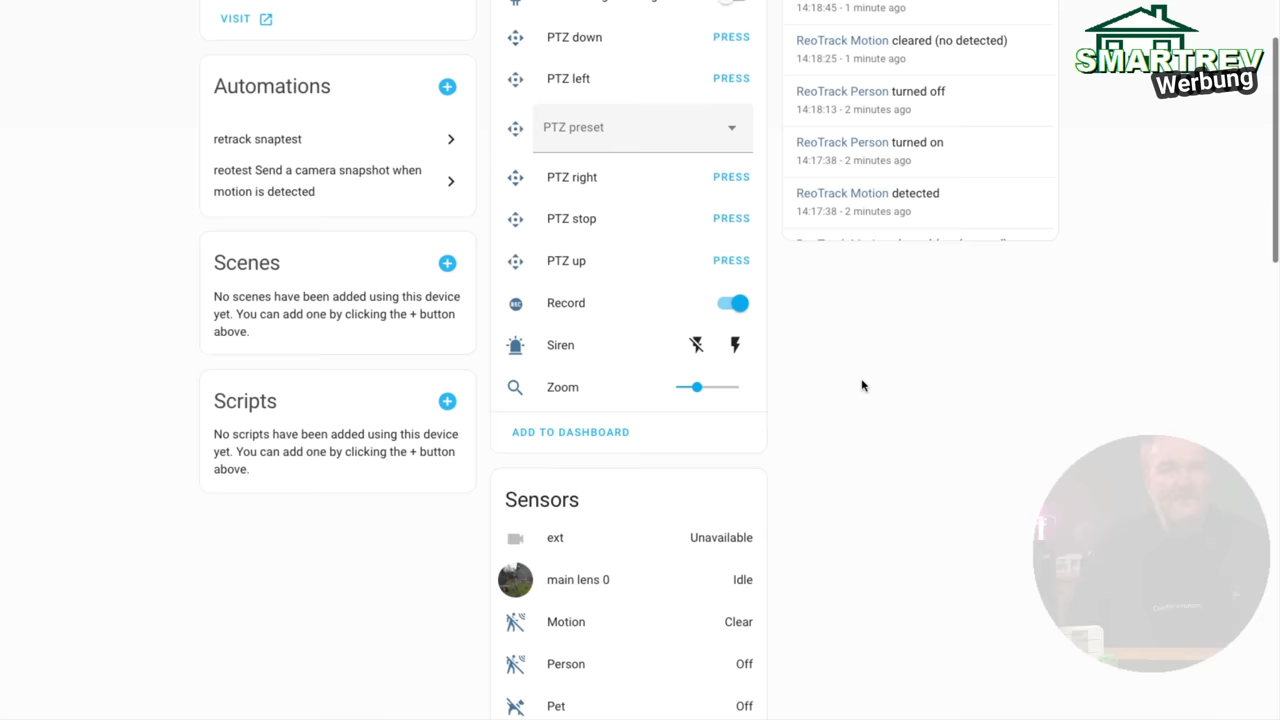 VISIT
Automations
retrack snaptest
reotest Send a camera snapshot when
motion is detected
Scenes
No scenes have been added using this device
yet. You can add one by clicking the + button
above.
Scripts
No scripts have been added using this device
yet. You can add one by clicking the + button
above.
PTZ down PRESS
PTZ left PRESS
PTZ preset
PTZ right PRESS
PTZ stop PRESS
PTZ up PRESS
REC Record
Siren
Zoom
ADD TO DASHBOARD
Sensors
ext Unavailable
main lens 0 Idle
Motion Clear
Person Off
Pet Off
14:18:45 - 1 minute ago
ReoTrack Motion cleared (no detected)
14:18:25 - 1 minute ago
ReoTrack Person turned off
14:18:13 - 2 minutes ago
ReoTrack Person turned on
14:17:38 - 2 minutes ago
ReoTrack Motion detected
14:17:38 - 2 minutes ago
SMARTREV
Werbung